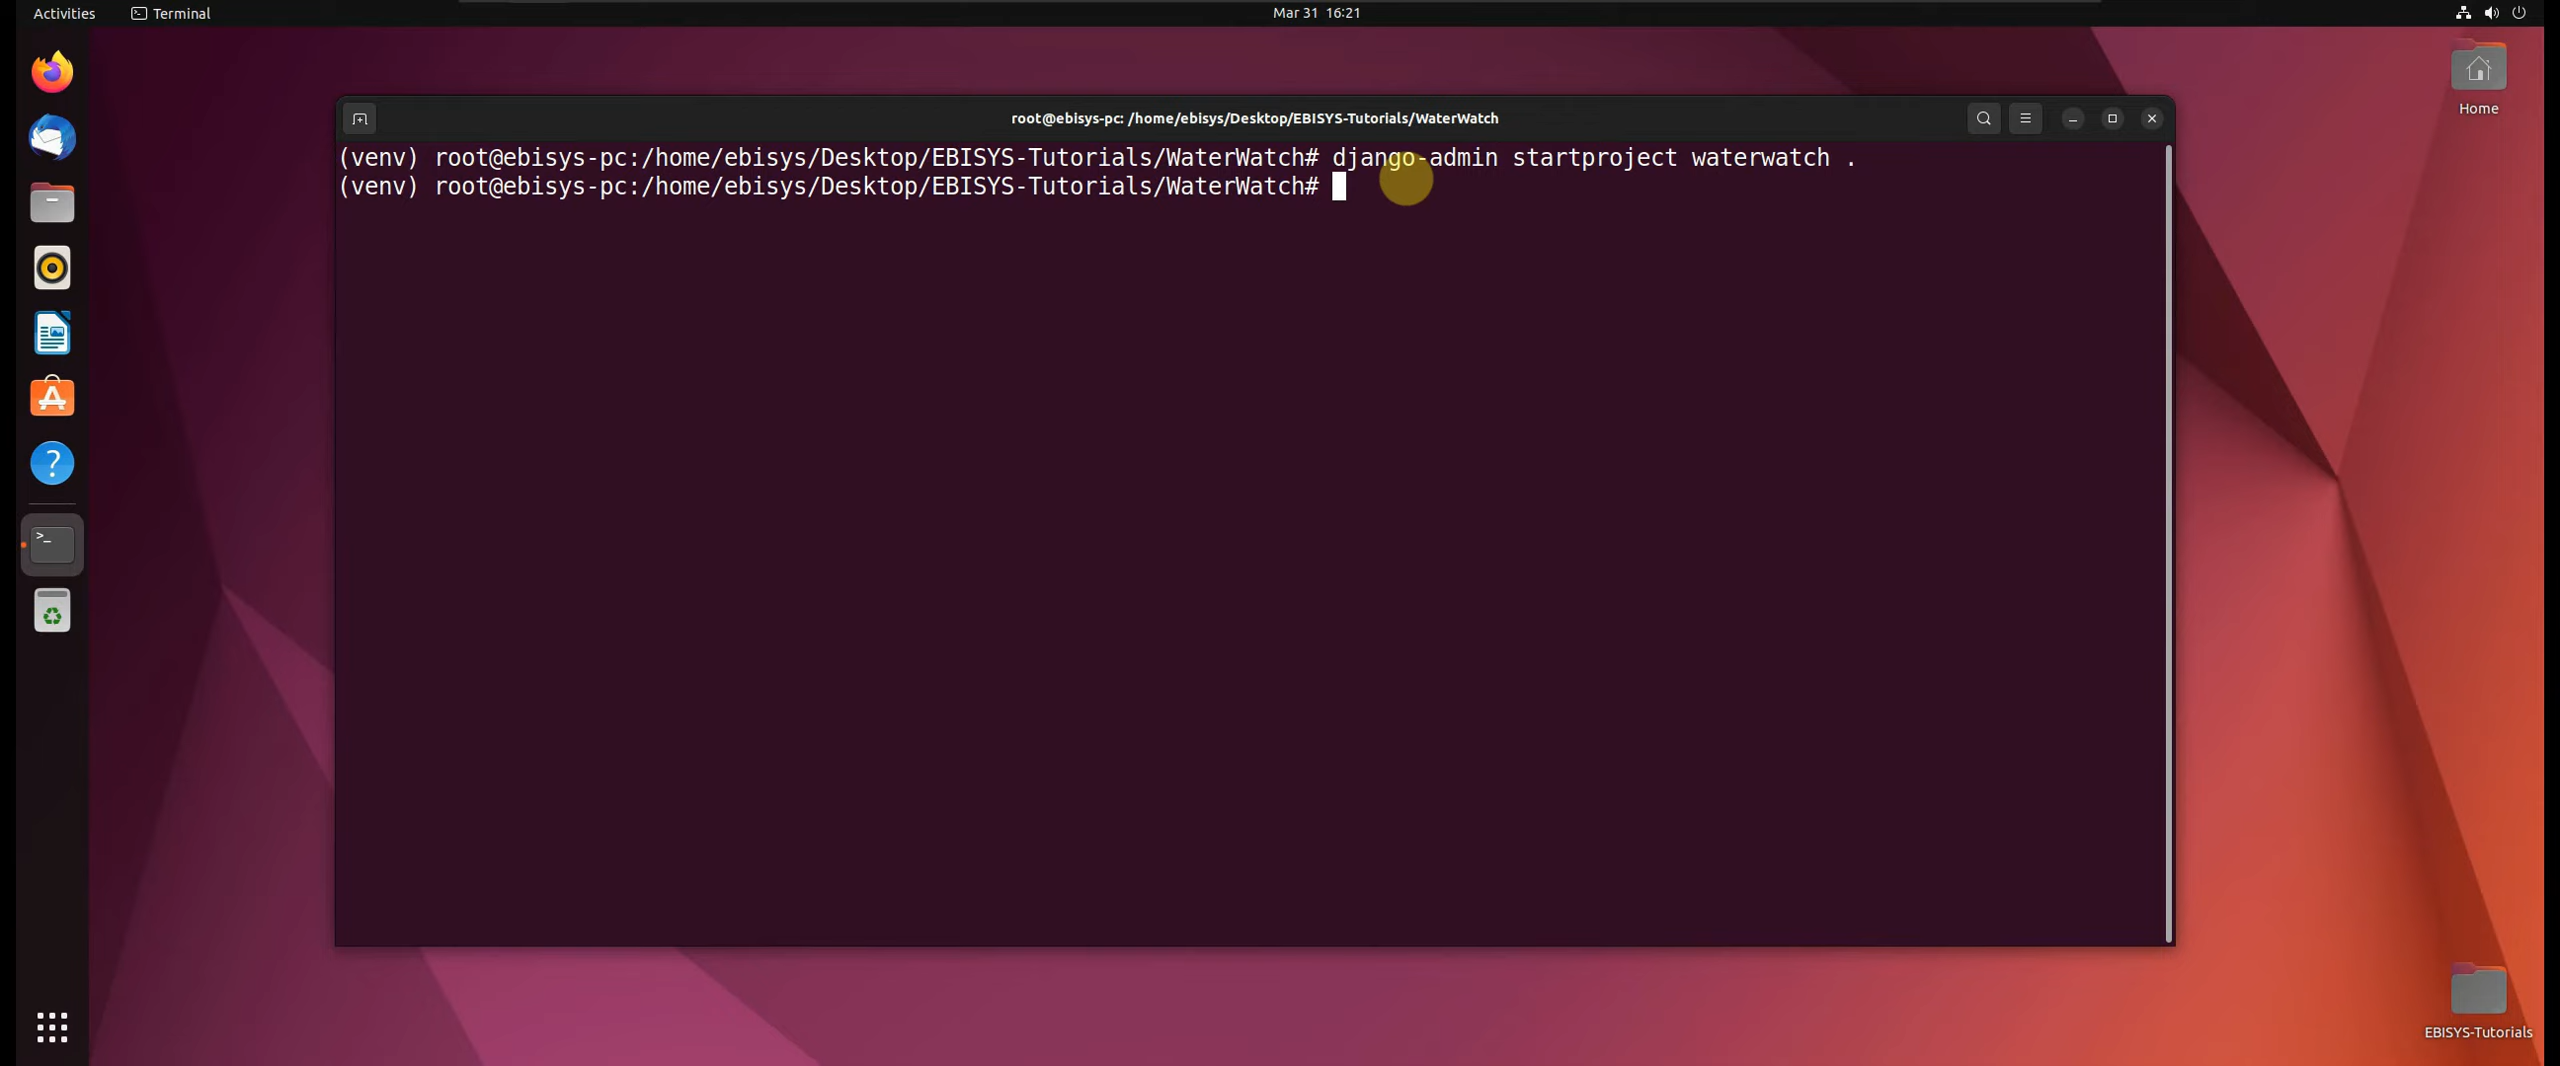 Activities
Terminal
Mar 31 16:21
root@ebisys-pc: /home/ebisys/Desktop/EBISYS-Tutorials/WaterWatch
(venv) root@ebisys-pc:/home/ebisys/Desktop/EBISYS-Tutorials/WaterWatch# django-admin startproject waterwatch .
(venv) root@ebisys-pc:/home/ebisys/Desktop/EBISYS-Tutorials/WaterWatch#
Home
EBISYS-Tutorials